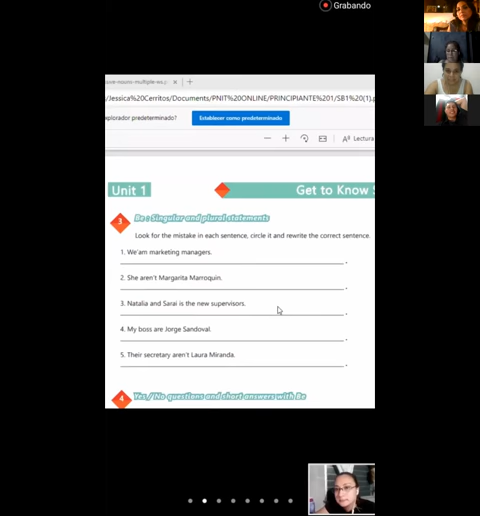 Grabando
/Jessica%20Cerritos/Documents/PNIT%20ONLINE/PRINCIPIANTE%201/SB1%20(1).p
explorador predeterminado?
Establecer como predeterminado
Lectura
Unit 1
Get to Know
3
Be : Singular and plural statements
Look for the mistake in each sentence, circle it and rewrite the correct sentence.
1. We'am marketing managers.
2. She aren't Margarita Marroquin.
3. Natalia and Sarai is the new supervisors.
4. My boss are Jorge Sandoval.
5. Their secretary aren't Laura Miranda.
4
Yes/No questions and short answers with Be